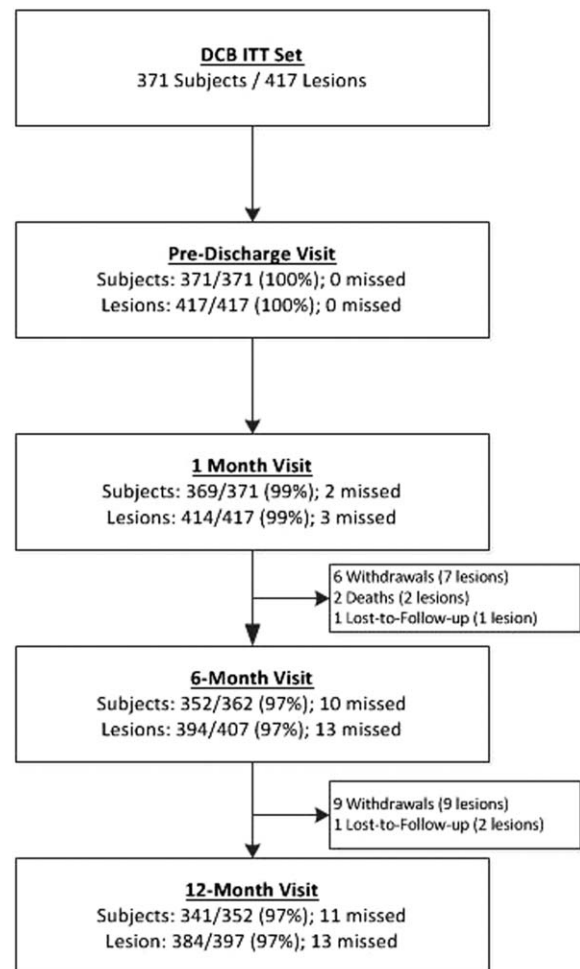 DCB ITT Set
371 Subjects / 417 Lesions
Pre-Discharge Visit
Subjects: 371/371 (100%); 0 missed
Lesions: 417/417 (100%); 0 missed
1 Month Visit
Subjects: 369/371 (99%); 2 missed
Lesions: 414/417 (99%); 3 missed
6 Withdrawals (7 lesions)
2 Deaths (2 lesions)
1 Lost-to-Follow-up (1 lesion)
6-Month Visit
Subjects: 352/362 (97%); 10 missed
Lesions: 394/407 (97%); 13 missed
9 Withdrawals (9 lesions)
1 Lost-to-Follow-up (2 lesions)
12-Month Visit
Subjects: 341/352 (97%); 11 missed
Lesion: 384/397 (97%); 13 missed